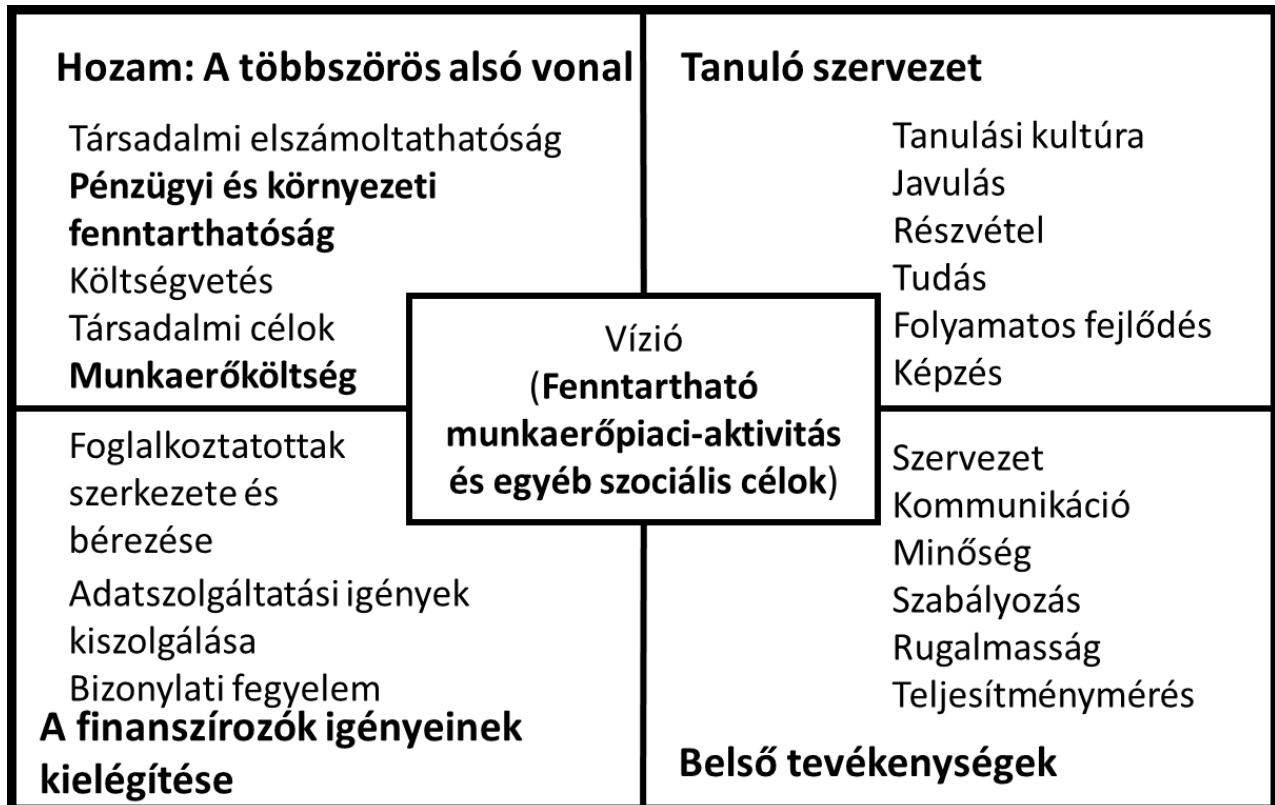 Hozam: A többszörös alsó vonal
Társadalmi elszámoltathatóság
Pénzügyi és környezeti
fenntarthatóság
Költségvetés
Társadalmi célok
Munkaerőköltség
Tanuló szervezet
Tanulási kultúra
Javulás
Részvétel
Tudás
Folyamatos fejlődés
Képzés
Vízió
(Fenntartható
munkaerőpiaci-aktivitás
és egyéb szociális célok)
Foglalkoztatottak
szerkezete és
bérezése
Adatszolgáltatási igények
kiszolgálása
Bizonylati fegyelem
A finanszírozók igényeinek
kielégítése
Szervezet
Kommunikáció
Minőség
Szabályozás
Rugalmasság
Teljesítménymérés
Belső tevékenységek